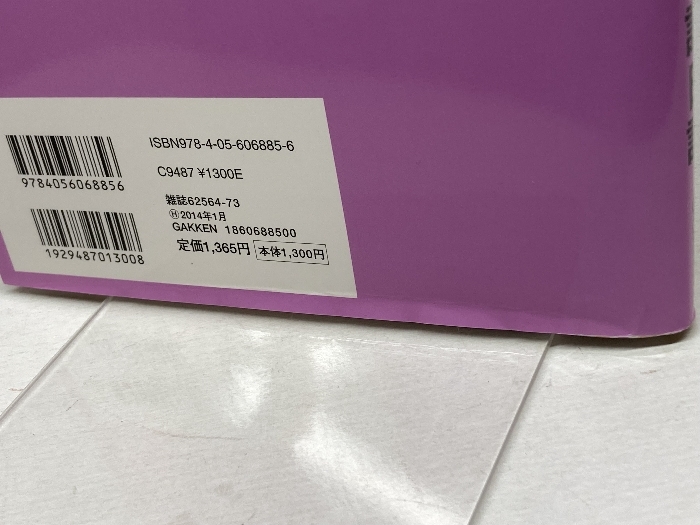 ISBN978-4-05-606885-6
C9487 ¥1300E
9784056068856
雑誌62564-73
Ⓗ2014年1月
GAKKEN 1860688500
定価1,365円 本体1,300円
1929487013008